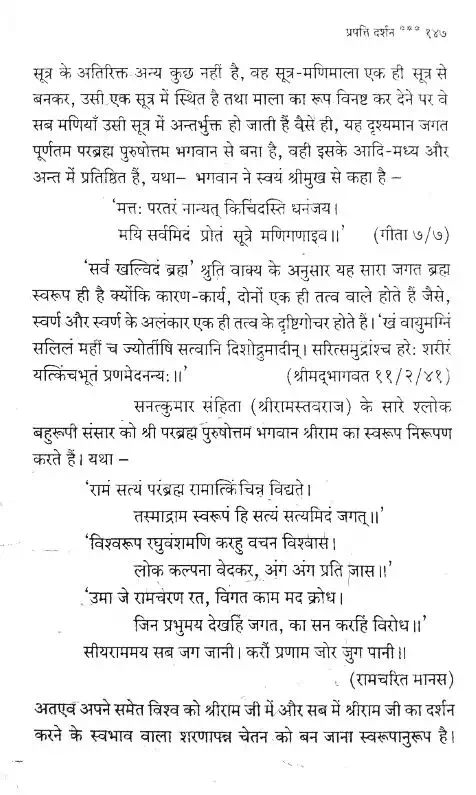 प्रपत्ति दर्शन *** १४७
सूत्र के अतिरिक्त अन्य कुछ नहीं है, वह सूत्र-मणिमाला एक ही सूत्र से
बनकर, उसी एक सूत्र में स्थित है तथा माला का रूप विनष्ट कर देने पर वे
सब मणियाँ उसी सूत्र में अन्तर्भुक्त हो जाती हैं वैसे ही, यह दृश्यमान जगत
पूर्णतम परब्रह्म पुरुषोत्तम भगवान से बना है, वही इसके आदि-मध्य और
अन्त में प्रतिष्ठित हैं, यथा– भगवान ने स्वयं श्रीमुख से कहा है –
‘मत्तः परतरं नान्यत् किचिंदस्ति धनंजय।
मयि सर्वमिदं प्रोतं सूत्रे मणिगणाइव॥’ (गीता ७/७)
‘सर्व खल्विदं ब्रह्म’ श्रुति वाक्य के अनुसार यह सारा जगत ब्रह्म
स्वरूप ही है क्योंकि कारण-कार्य, दोनों एक ही तत्व वाले होते हैं जैसे,
स्वर्ण और स्वर्ण के अलंकार एक ही तत्व के दृष्टिगोचर होते हैं। ‘खं वायुमग्निं
सलिलं महीं च ज्योतींषि सत्वानि दिशोद्रुमादीन्। सरित्समुद्रांश्च हरेः शरीरं
यत्किंचभूतं प्रणमेदनन्यः॥’ (श्रीमद्भागवत ११/२/४१)
सनत्कुमार संहिता (श्रीरामस्तवराज) के सारे श्लोक
बहुरूपी संसार को श्री परब्रह्म पुरुषोत्तम भगवान श्रीराम का स्वरूप निरूपण
करते हैं। यथा –
‘रामं सत्यं परंब्रह्म रामात्किंचिन्न विद्यते।
तस्माद्राम स्वरूपं हि सत्यं सत्यमिदं जगत्॥’
‘विश्वरूप रघुवंशमणि करहु वचन विश्वास।
लोक कल्पना वेदकर, अंग अंग प्रति जास॥’
‘उमा जे रामचरण रत, विगत काम मद क्रोध।
जिन प्रभुमय देखहिं जगत, का सन करहिं विरोध॥’
सीयराममय सब जग जानी। करौं प्रणाम जोर जुग पानी॥
(रामचरित मानस)
अतएव अपने समेत विश्व को श्रीराम जी में और सब में श्रीराम जी का दर्शन
करने के स्वभाव वाला शरणापन्न चेतन को बन जाना स्वरूपानुरूप है।